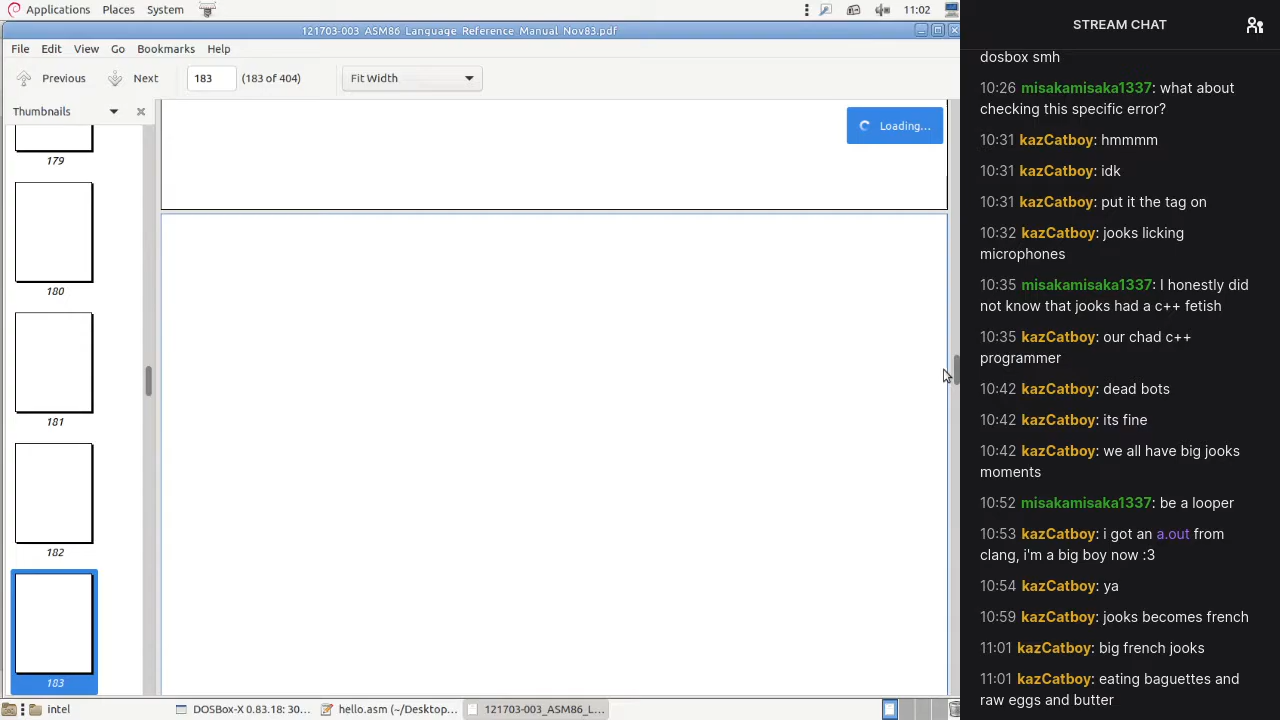 Applications Places System 11:02
121703-003_ASM86_Language_Reference_Manual_Nov83.pdf
File Edit View Go Bookmarks Help
Previous Next 183 (183 of 404) Fit Width
Thumbnails
Loading...
179
180
181
182
183
intel DOSBox-X 0.83.18: 30... hello.asm (~/Desktop... 121703-003_ASM86_L...
STREAM CHAT
dosbox smh
10:26 misakamisaka1337: what about
checking this specific error?
10:31 kazCatboy: hmmmm
10:31 kazCatboy: idk
10:31 kazCatboy: put it the tag on
10:32 kazCatboy: jooks licking
microphones
10:35 misakamisaka1337: I honestly did
not know that jooks had a c++ fetish
10:35 kazCatboy: our chad c++
programmer
10:42 kazCatboy: dead bots
10:42 kazCatboy: its fine
10:42 kazCatboy: we all have big jooks
moments
10:52 misakamisaka1337: be a looper
10:53 kazCatboy: i got an a.out from
clang, i'm a big boy now :3
10:54 kazCatboy: ya
10:59 kazCatboy: jooks becomes french
11:01 kazCatboy: big french jooks
11:01 kazCatboy: eating baguettes and
raw eggs and butter